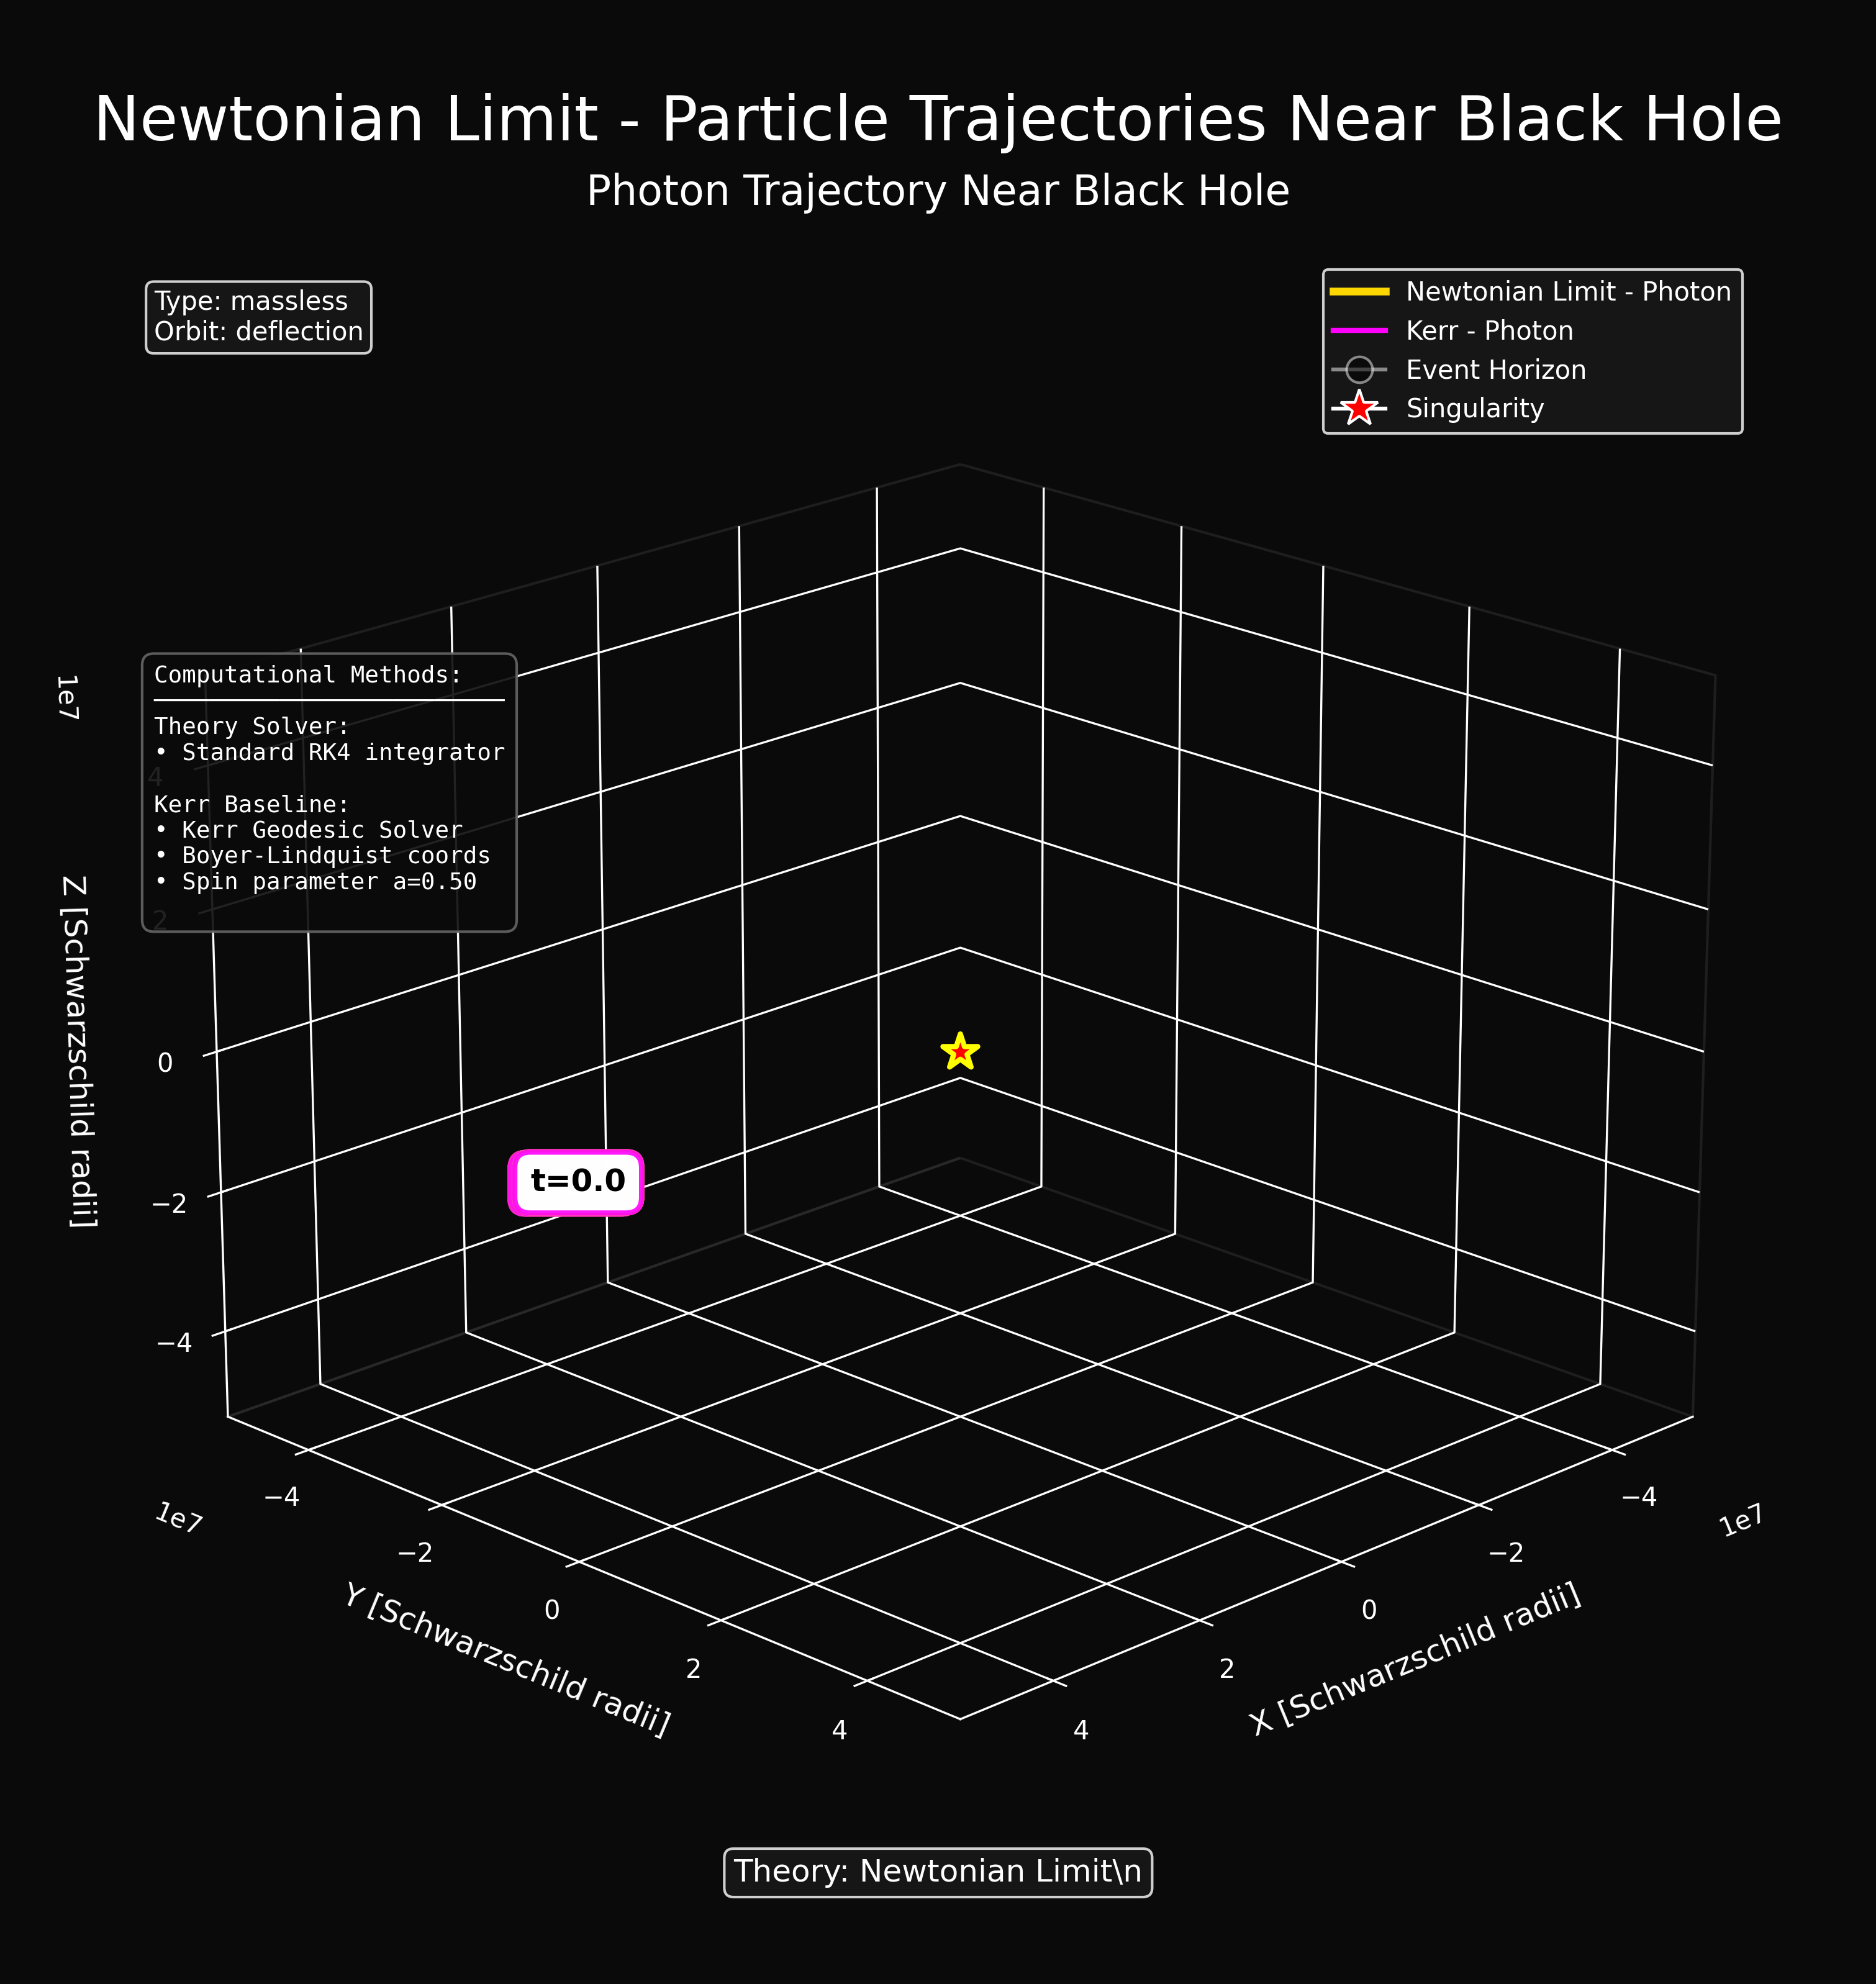 Newtonian Limit - Particle Trajectories Near Black Hole
Photon Trajectory Near Black Hole
Type: massless
Orbit: deflection
Newtonian Limit - Photon
Kerr - Photon
Event Horizon
Singularity
Computational Methods:
Theory Solver:
• Standard RK4 integrator
Kerr Baseline:
• Kerr Geodesic Solver
• Boyer-Lindquist coords
• Spin parameter a=0.50
1e7
Z [Schwarzschild radii]
4
2
0
−2
−4
t=0.0
1e7
−4
−2
0
2
4
Y [Schwarzschild radii]
4
2
0
−2
−4
1e7
X [Schwarzschild radii]
Theory: Newtonian Limit\n